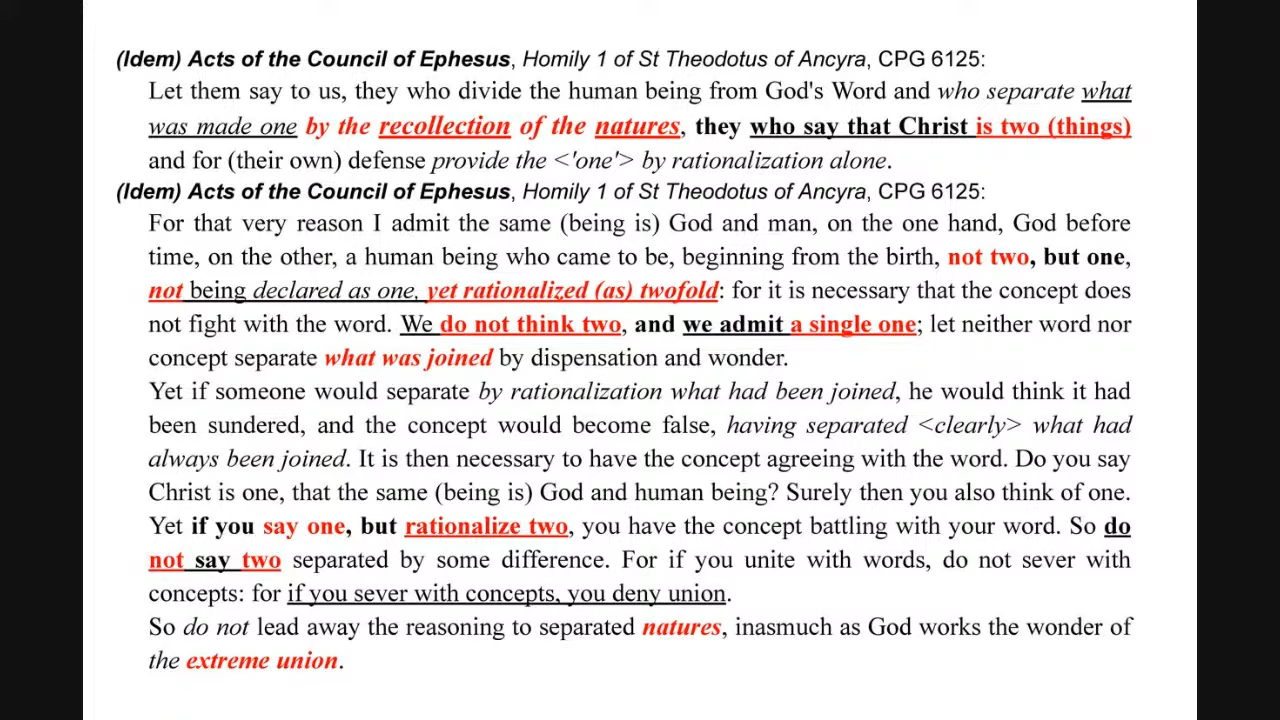 (Idem) Acts of the Council of Ephesus, Homily 1 of St Theodotus of Ancyra, CPG 6125:
Let them say to us, they who divide the human being from God's Word and who separate what
was made one by the recollection of the natures, they who say that Christ is two (things)
and for (their own) defense provide the <'one'> by rationalization alone.
(Idem) Acts of the Council of Ephesus, Homily 1 of St Theodotus of Ancyra, CPG 6125:
For that very reason I admit the same (being is) God and man, on the one hand, God before
time, on the other, a human being who came to be, beginning from the birth, not two, but one,
not being declared as one, yet rationalized (as) twofold: for it is necessary that the concept does
not fight with the word. We do not think two, and we admit a single one; let neither word nor
concept separate what was joined by dispensation and wonder.
Yet if someone would separate by rationalization what had been joined, he would think it had
been sundered, and the concept would become false, having separated <clearly> what had
always been joined. It is then necessary to have the concept agreeing with the word. Do you say
Christ is one, that the same (being is) God and human being? Surely then you also think of one.
Yet if you say one, but rationalize two, you have the concept battling with your word. So do
not say two separated by some difference. For if you unite with words, do not sever with
concepts: for if you sever with concepts, you deny union.
So do not lead away the reasoning to separated natures, inasmuch as God works the wonder of
the extreme union.